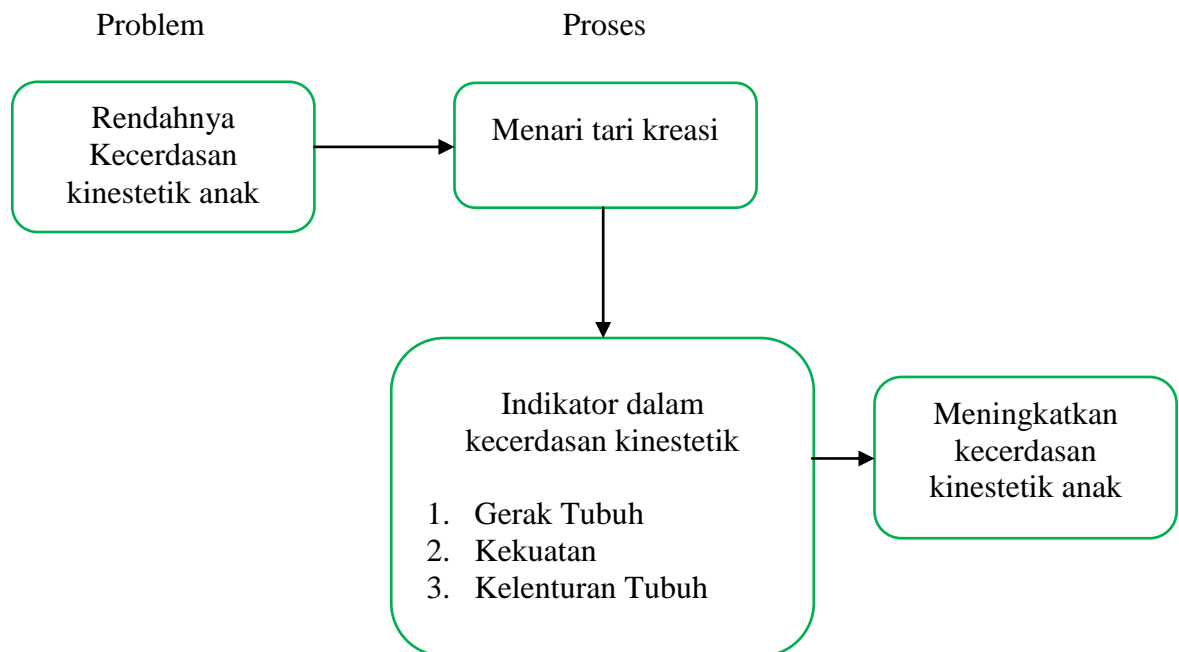 Problem
Proses
Rendahnya
Kecerdasan
kinestetik anak
Menari tari kreasi
Indikator dalam
kecerdasan kinestetik
1. Gerak Tubuh
2. Kekuatan
3. Kelenturan Tubuh
Meningkatkan
kecerdasan
kinestetik anak